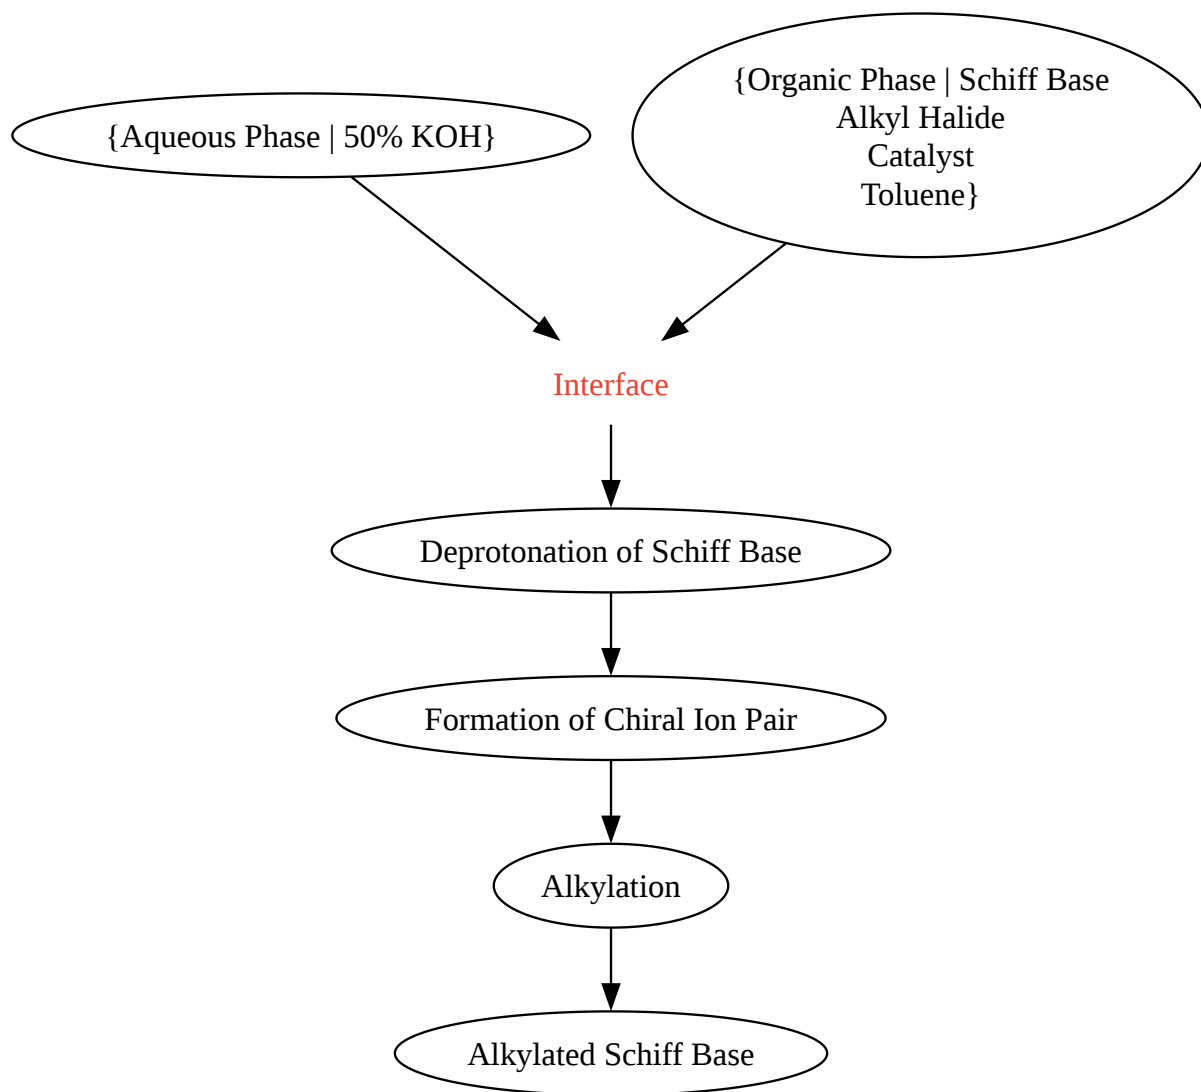 {Aqueous Phase | 50% KOH}
{Organic Phase | Schiff Base
Alkyl Halide
Catalyst
Toluene}
Interface
Deprotonation of Schiff Base
Formation of Chiral Ion Pair
Alkylation
Alkylated Schiff Base